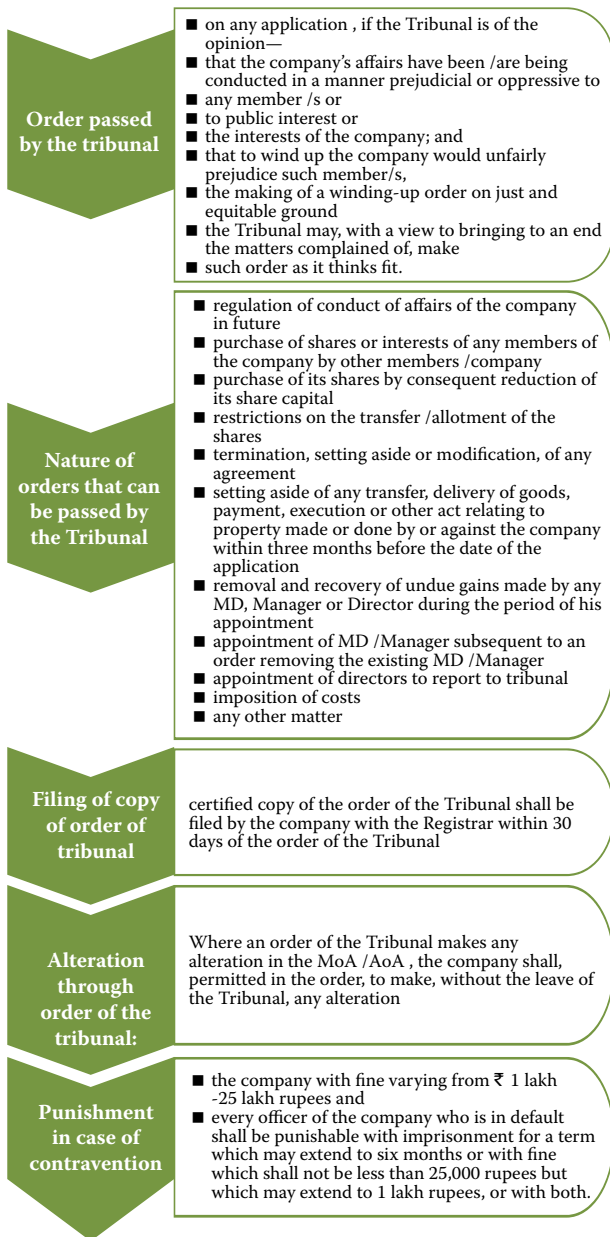 Order passed
by the tribunal
■ on any application , if the Tribunal is of the
opinion—
■ that the company's affairs have been /are being
conducted in a manner prejudicial or oppressive to
■ any member /s or
■ to public interest or
■ the interests of the company; and
■ that to wind up the company would unfairly
prejudice such member/s,
■ the making of a winding-up order on just and
equitable ground
■ the Tribunal may, with a view to bringing to an end
the matters complained of, make
■ such order as it thinks fit.
Nature of
orders that can
be passed by
the Tribunal
■ regulation of conduct of affairs of the company
in future
■ purchase of shares or interests of any members of
the company by other members /company
■ purchase of its shares by consequent reduction of
its share capital
■ restrictions on the transfer /allotment of the
shares
■ termination, setting aside or modification, of any
agreement
■ setting aside of any transfer, delivery of goods,
payment, execution or other act relating to
property made or done by or against the company
within three months before the date of the
application
■ removal and recovery of undue gains made by any
MD, Manager or Director during the period of his
appointment
■ appointment of MD /Manager subsequent to an
order removing the existing MD /Manager
■ appointment of directors to report to tribunal
■ imposition of costs
■ any other matter
Filing of copy
of order of
tribunal
certified copy of the order of the Tribunal shall be
filed by the company with the Registrar within 30
days of the order of the Tribunal
Alteration
through
order of the
tribunal:
Where an order of the Tribunal makes any
alteration in the MoA /AoA , the company shall,
permitted in the order, to make, without the leave of
the Tribunal, any alteration
Punishment
in case of
contravention
■ the company with fine varying from ₹ 1 lakh
-25 lakh rupees and
■ every officer of the company who is in default
shall be punishable with imprisonment for a term
which may extend to six months or with fine
which shall not be less than 25,000 rupees but
which may extend to 1 lakh rupees, or with both.